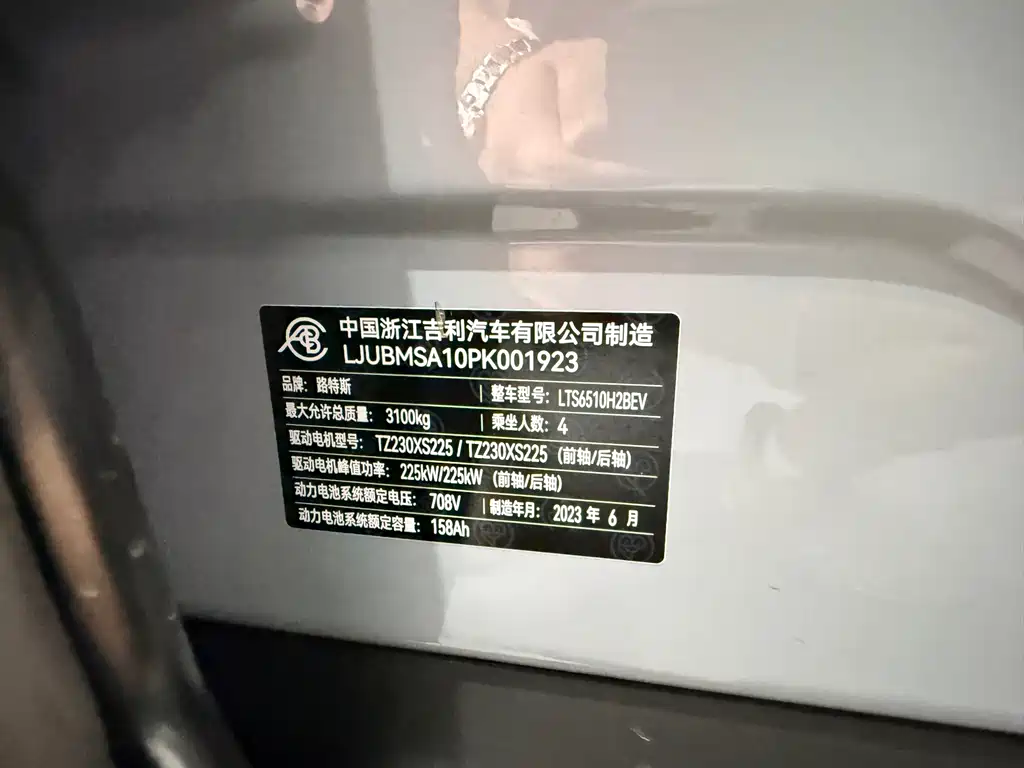 中国浙江吉利汽车有限公司制造
LJUBMSA10PK001923
品牌: 路特斯 | 整车型号: LTS6510H2BEV
最大允许总质量: 3100kg | 乘坐人数: 4
驱动电机型号: TZ230XS225 / TZ230XS225 (前轴/后轴)
驱动电机峰值功率: 225kW/225kW (前轴/后轴)
动力电池系统额定电压: 708V | 制造年月: 2023 年 6 月
动力电池系统额定容量: 158Ah